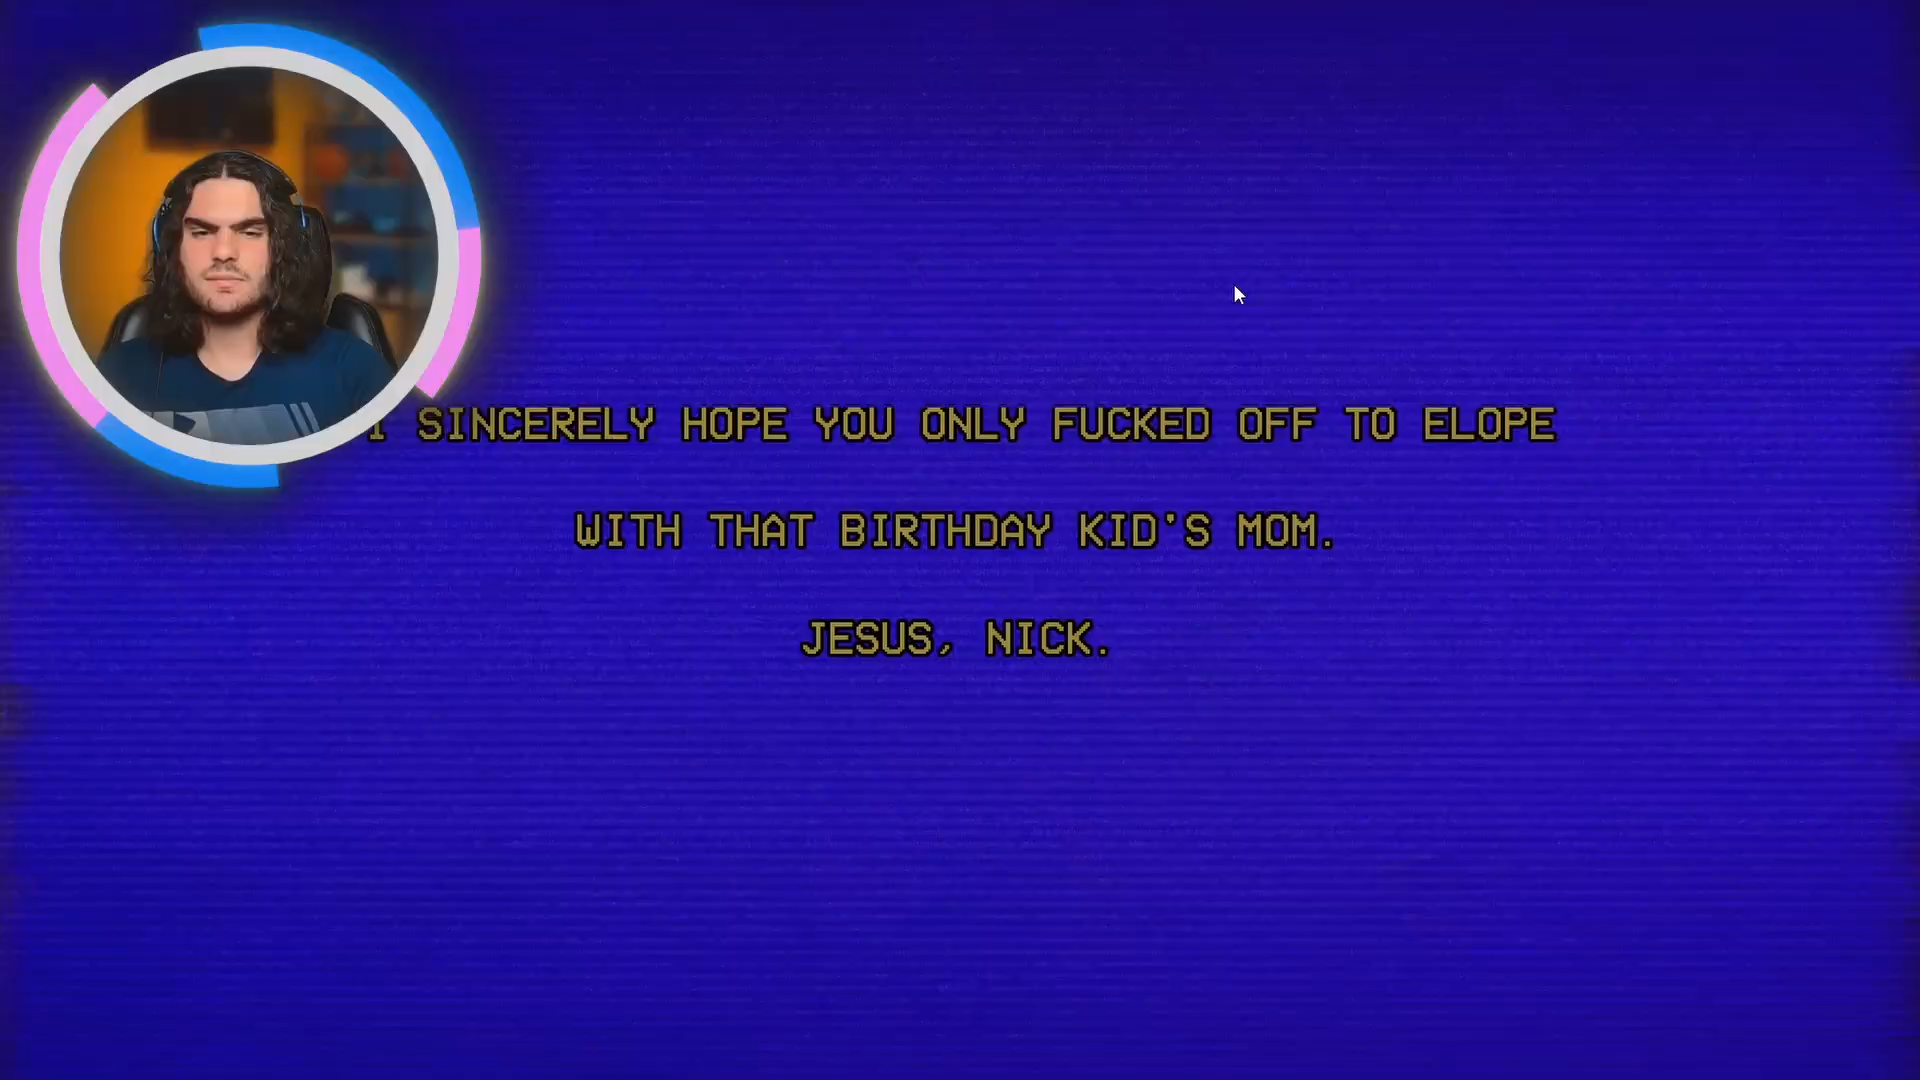 I SINCERELY HOPE YOU ONLY FUCKED OFF TO ELOPE
WITH THAT BIRTHDAY KID'S MOM.
JESUS, NICK.